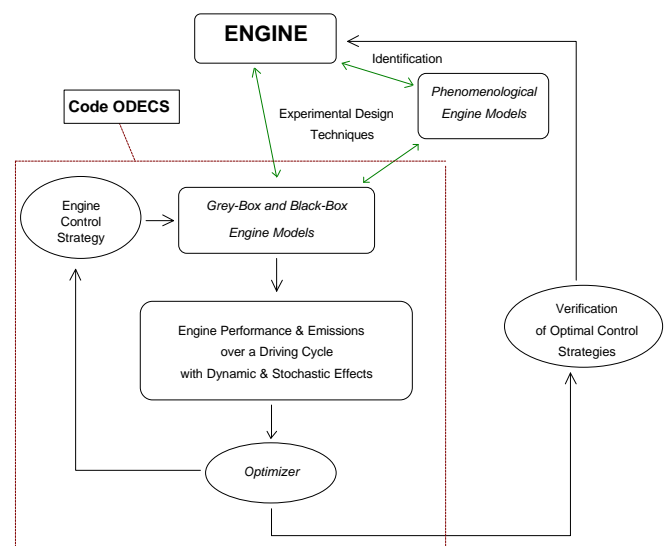 ENGINE
Identification
Phenomenological
Engine Models
Code ODECS
Experimental Design
Techniques
Engine
Control
Strategy
Grey-Box and Black-Box
Engine Models
Verification
of Optimal Control
Strategies
Engine Performance & Emissions
over a Driving Cycle
with Dynamic & Stochastic Effects
Optimizer